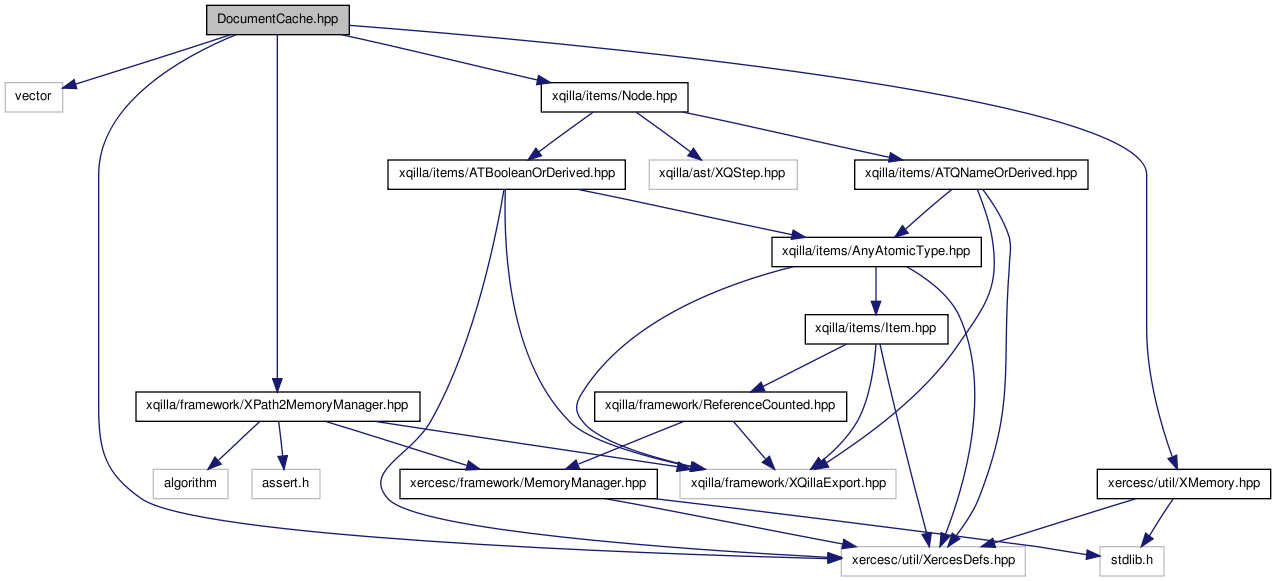 DocumentCache.hpp
vector
xqilla/items/Node.hpp
xqilla/items/ATBooleanOrDerived.hpp
xqilla/ast/XQStep.hpp
xqilla/items/ATQNameOrDerived.hpp
xqilla/items/AnyAtomicType.hpp
xqilla/items/Item.hpp
xqilla/framework/XPath2MemoryManager.hpp
xqilla/framework/ReferenceCounted.hpp
algorithm
assert.h
xercesc/framework/MemoryManager.hpp
xqilla/framework/XQillaExport.hpp
xercesc/util/XMemory.hpp
xercesc/util/XercesDefs.hpp
stdlib.h